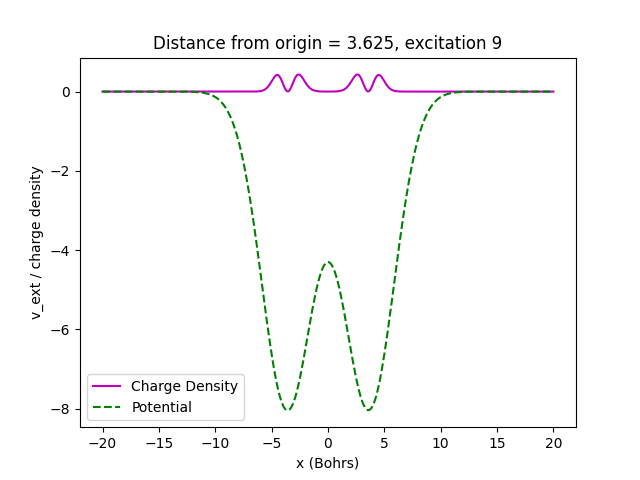 Distance from origin = 3.625, excitation 9
v_ext / charge density
0
−2
−4
−6
−8
Charge Density
Potential
−20
−15
−10
−5
0
5
10
15
20
x (Bohrs)